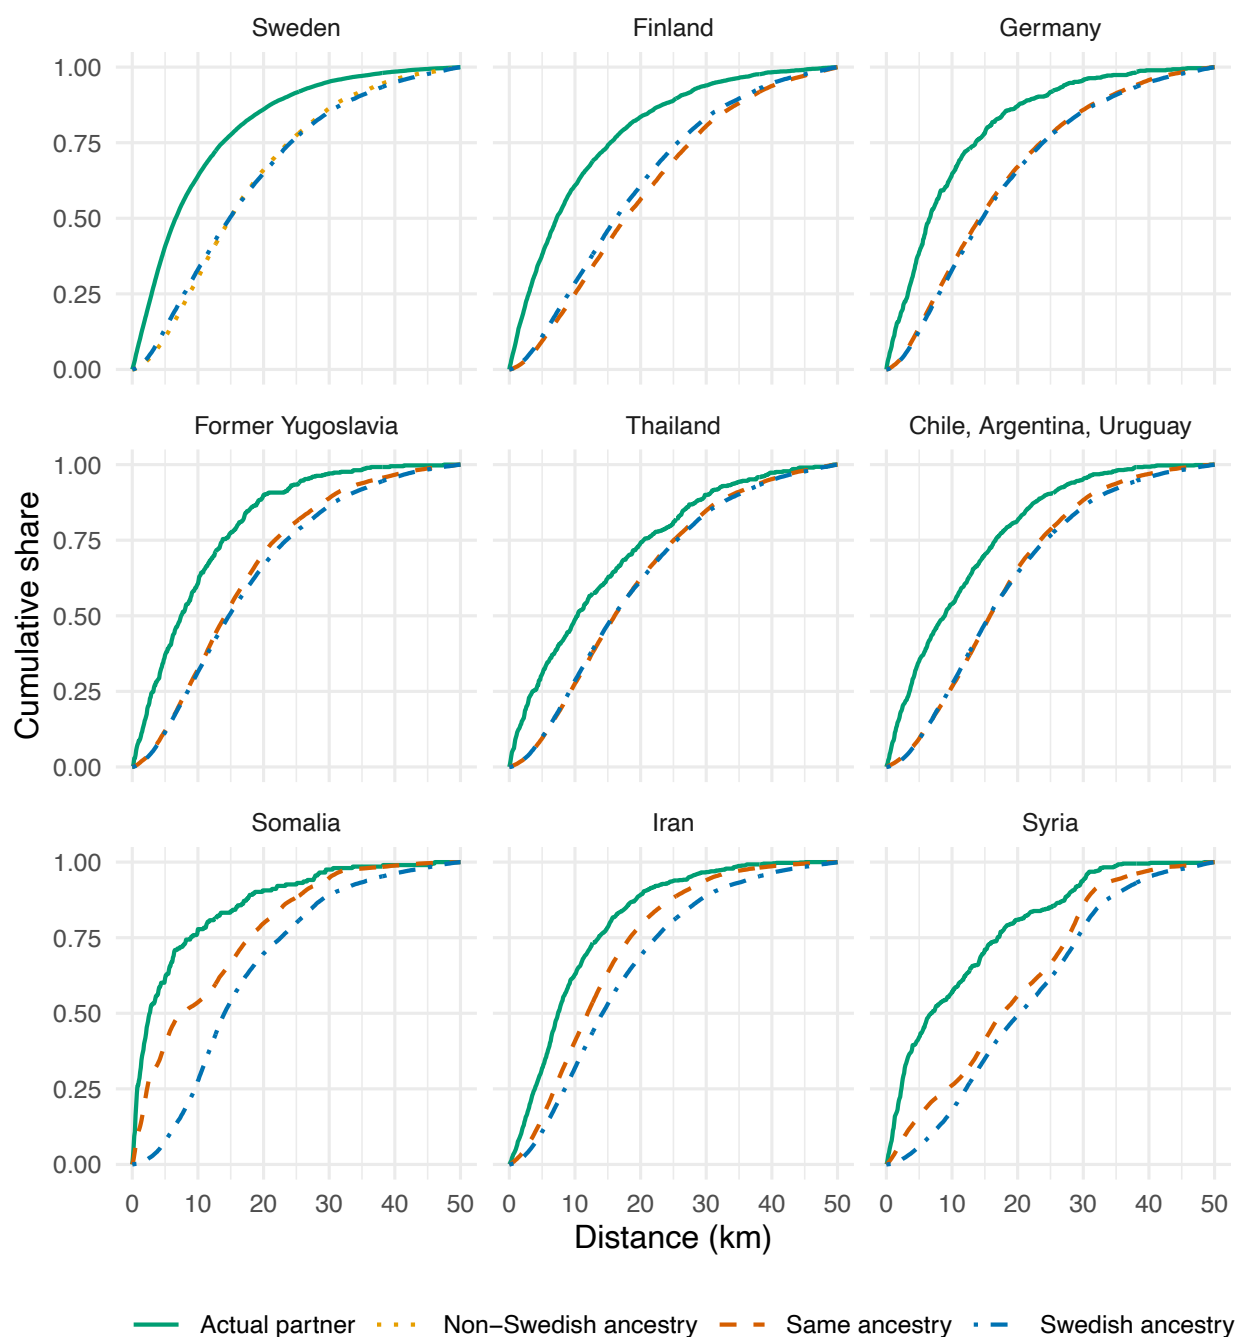 Sweden Finland Germany
1.00
0.75
0.50
0.25
0.00
Former Yugoslavia Thailand Chile, Argentina, Uruguay
1.00
0.75
0.50
0.25
0.00
Cumulative share
Somalia Iran Syria
1.00
0.75
0.50
0.25
0.00
0 10 20 30 40 50 0 10 20 30 40 50 0 10 20 30 40 50
Distance (km)
Actual partner Non−Swedish ancestry Same ancestry Swedish ancestry